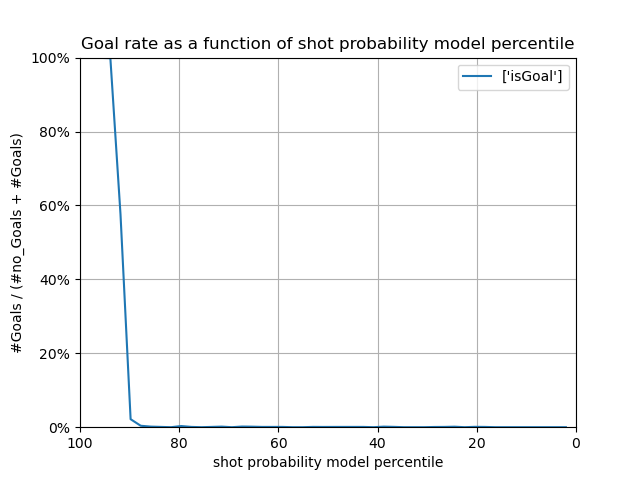 Goal rate as a function of shot probability model percentile
100%
80%
60%
40%
20%
0%
#Goals / (#no_Goals + #Goals)
['isGoal']
100 80 60 40 20 0
shot probability model percentile